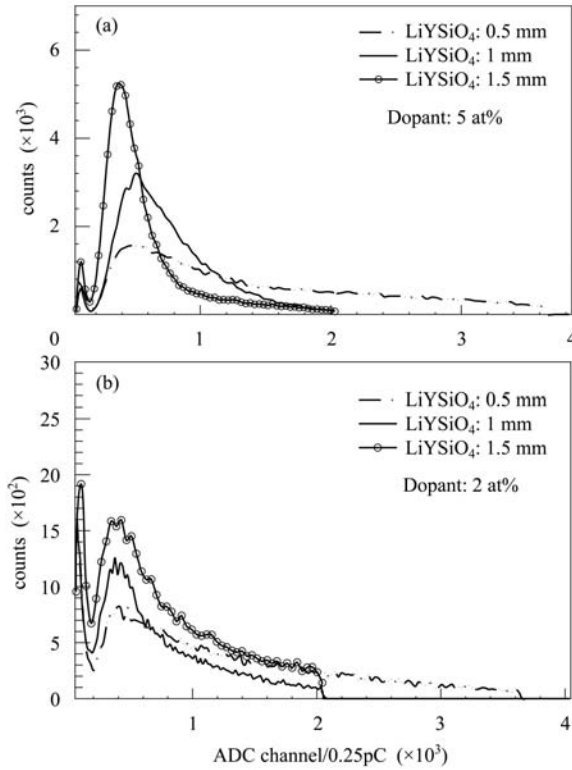 (a)
LiYSiO₄: 0.5 mm
LiYSiO₄: 1 mm
LiYSiO₄: 1.5 mm
Dopant: 5 at%
counts (×10³)
6
4
2
0 1 2 3 4
(b)
LiYSiO₄: 0.5 mm
LiYSiO₄: 1 mm
LiYSiO₄: 1.5 mm
Dopant: 2 at%
counts (×10²)
30
25
20
15
10
5
0
1 2 3 4
ADC channel/0.25pC (×10³)